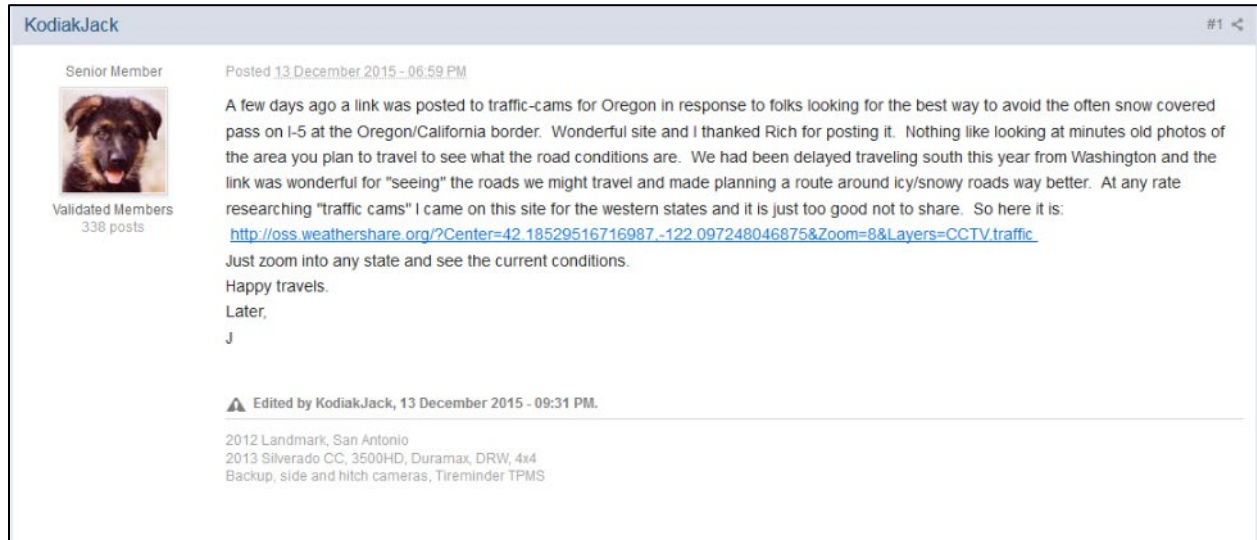 KodiakJack
#1
Senior Member
Posted 13 December 2015 - 06:59 PM
A few days ago a link was posted to traffic-cams for Oregon in response to folks looking for the best way to avoid the often snow covered
pass on I-5 at the Oregon/California border. Wonderful site and I thanked Rich for posting it. Nothing like looking at minutes old photos of
the area you plan to travel to see what the road conditions are. We had been delayed traveling south this year from Washington and the
link was wonderful for "seeing" the roads we might travel and made planning a route around icy/snowy roads way better. At any rate
researching "traffic cams" I came on this site for the western states and it is just too good not to share. So here it is:
http://oss.weathershare.org/?Center=42.18529516716987,-122.097248046875&Zoom=8&Layers=CCTV,traffic
Just zoom into any state and see the current conditions.
Happy travels.
Later,
J
Validated Members
338 posts
Edited by KodiakJack, 13 December 2015 - 09:31 PM.
2012 Landmark, San Antonio
2013 Silverado CC, 3500HD, Duramax, DRW, 4x4
Backup, side and hitch cameras, Tireminder TPMS